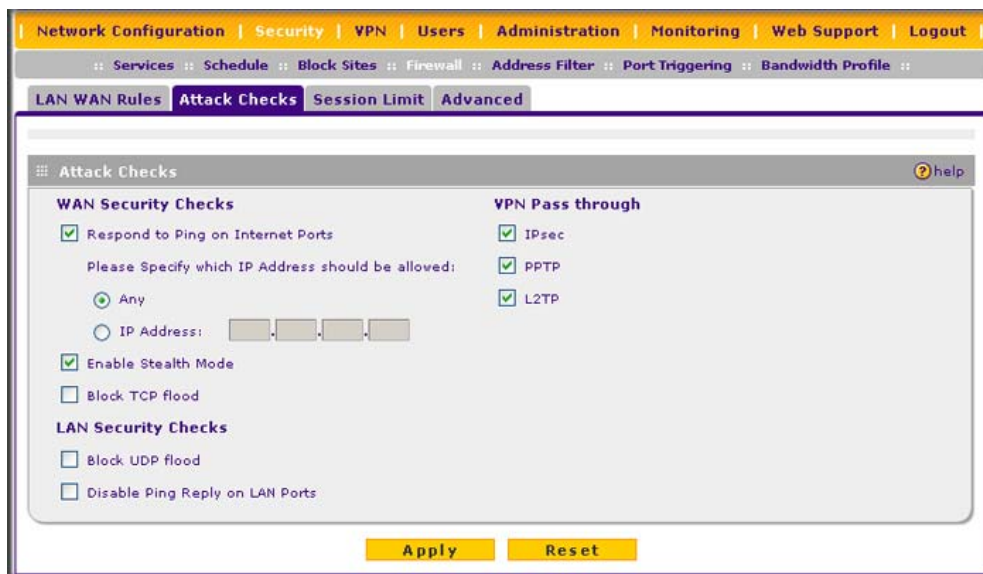 Network Configuration | Security | VPN | Users | Administration | Monitoring | Web Support | Logout
:: Services :: Schedule :: Block Sites :: Firewall :: Address Filter :: Port Triggering :: Bandwidth Profile ::
LAN WAN Rules Attack Checks Session Limit Advanced
Attack Checks ? help
WAN Security Checks
Respond to Ping on Internet Ports
Please Specify which IP Address should be allowed:
Any
IP Address: . . .
Enable Stealth Mode
Block TCP flood
LAN Security Checks
Block UDP flood
Disable Ping Reply on LAN Ports
VPN Pass through
IPsec
PPTP
L2TP
Apply Reset